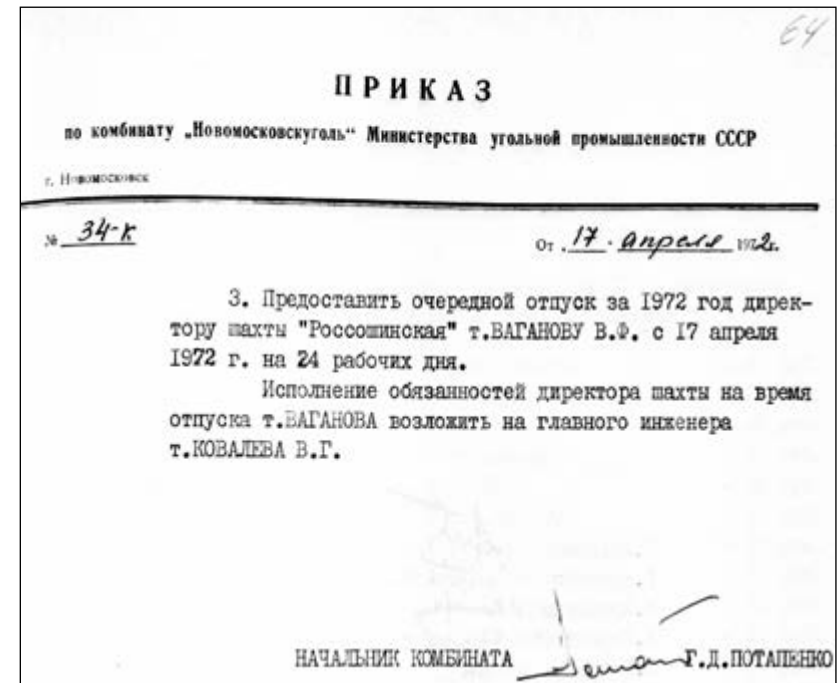 64
ПРИКАЗ
по комбинату „Новомосковскуголь“ Министерства угольной промышленности СССР
г. Новомосковск
№ 34-к
От . 17 . апреля 1972г.
3. Предоставить очередной отпуск за 1972 год дирек-
тору шахты "Россошинская" т.ВАГАНОВУ В.Ф. с 17 апреля
1972 г. на 24 рабочих дня.
Исполнение обязанностей директора шахты на время
отпуска т.ВАГАНОВА возложить на главного инженера
т.КОВАЛЕВА В.Г.
НАЧАЛЬНИК КОМБИНАТА Г.Д.ПОТАПЕНКО